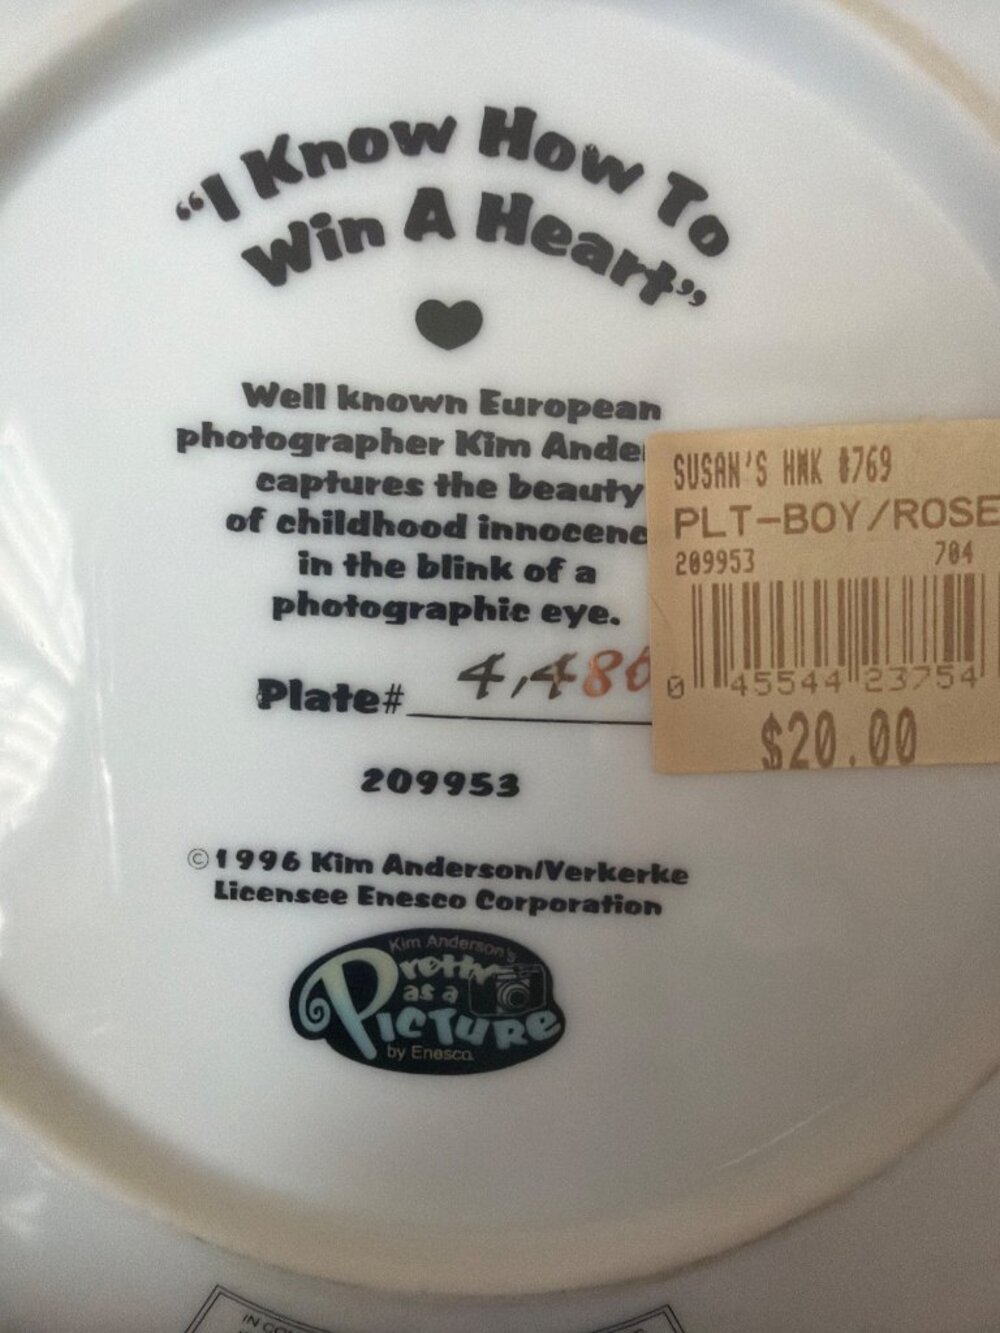 “I Know How To
Win A Heart”
Well known European
photographer Kim Ande
captures the beauty
of childhood innocenc
in the blink of a
photographic eye.
Plate# 4,486
209953
©1996 Kim Anderson/Verkerke
Licensee Enesco Corporation
Kim Anderson's
Pretty
as a
Picture
by Enesco
SUSAN'S HMK #769
PLT-BOY/ROSE
209953 704
0 45544 23754
$20.00
IN CO